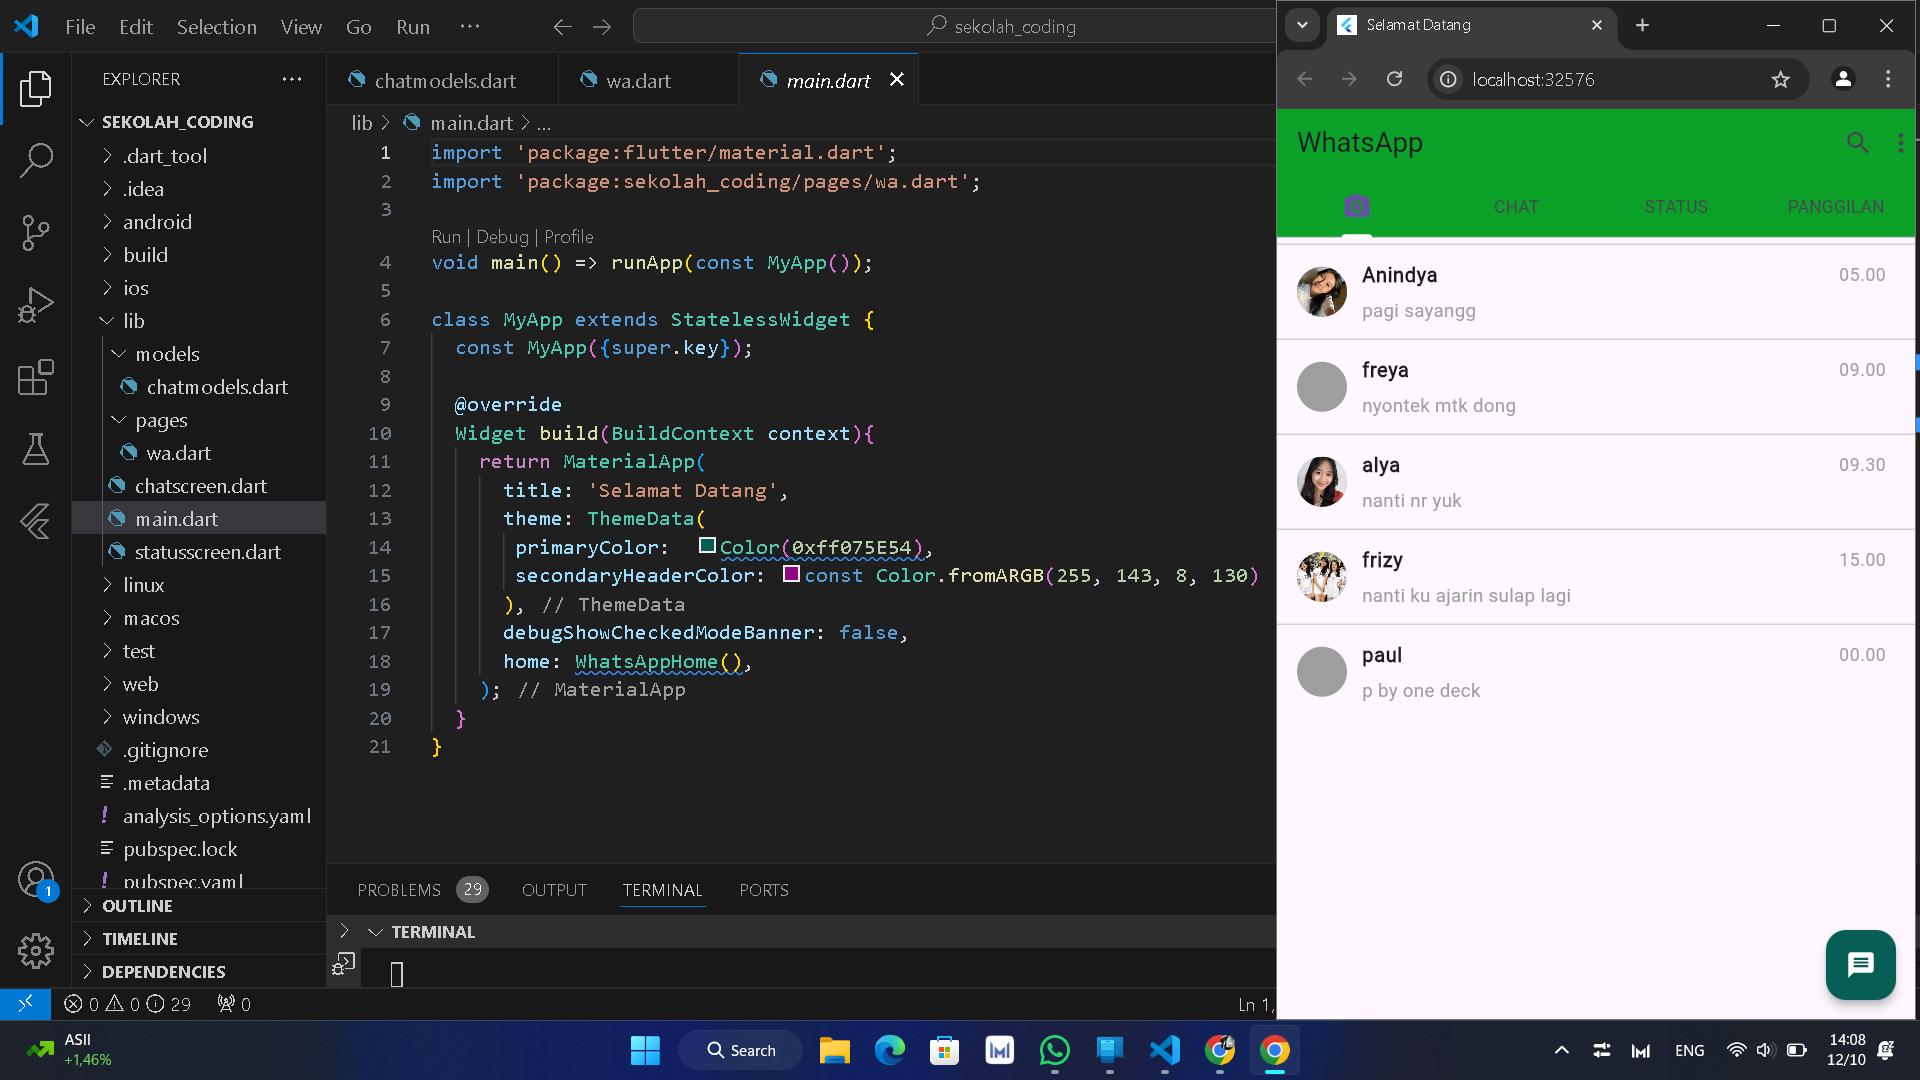 File Edit Selection View Go Run ···
sekolah_coding
EXPLORER ···
SEKOLAH_CODING
.dart_tool
.idea
android
build
ios
lib
models
chatmodels.dart
pages
wa.dart
chatscreen.dart
main.dart
statusscreen.dart
linux
macos
test
web
windows
.gitignore
.metadata
analysis_options.yaml
pubspec.lock
pubspec.yaml
OUTLINE
TIMELINE
DEPENDENCIES
1
chatmodels.dart
wa.dart
main.dart
lib > main.dart > ...
1 import 'package:flutter/material.dart';
2 import 'package:sekolah_coding/pages/wa.dart';
3
Run | Debug | Profile
4 void main() => runApp(const MyApp());
5
6 class MyApp extends StatelessWidget {
7 const MyApp({super.key});
8
9 @override
10 Widget build(BuildContext context){
11 return MaterialApp(
12 title: 'Selamat Datang',
13 theme: ThemeData(
14 primaryColor: Color(0xff075E54),
15 secondaryHeaderColor: const Color.fromARGB(255, 143, 8, 130)
16 ), // ThemeData
17 debugShowCheckedModeBanner: false,
18 home: WhatsAppHome(),
19 ); // MaterialApp
20 }
21 }
PROBLEMS 29 OUTPUT TERMINAL PORTS
TERMINAL
0 0 29 0
Ln 1,
Selamat Datang
localhost:32576
WhatsApp
CHAT STATUS PANGGILAN
Anindya 05.00
pagi sayangg
freya 09.00
nyontek mtk dong
alya 09.30
nanti nr yuk
frizy 15.00
nanti ku ajarin sulap lagi
paul 00.00
p by one deck
ASII
+1,46%
Search
ENG
14:08
12/10